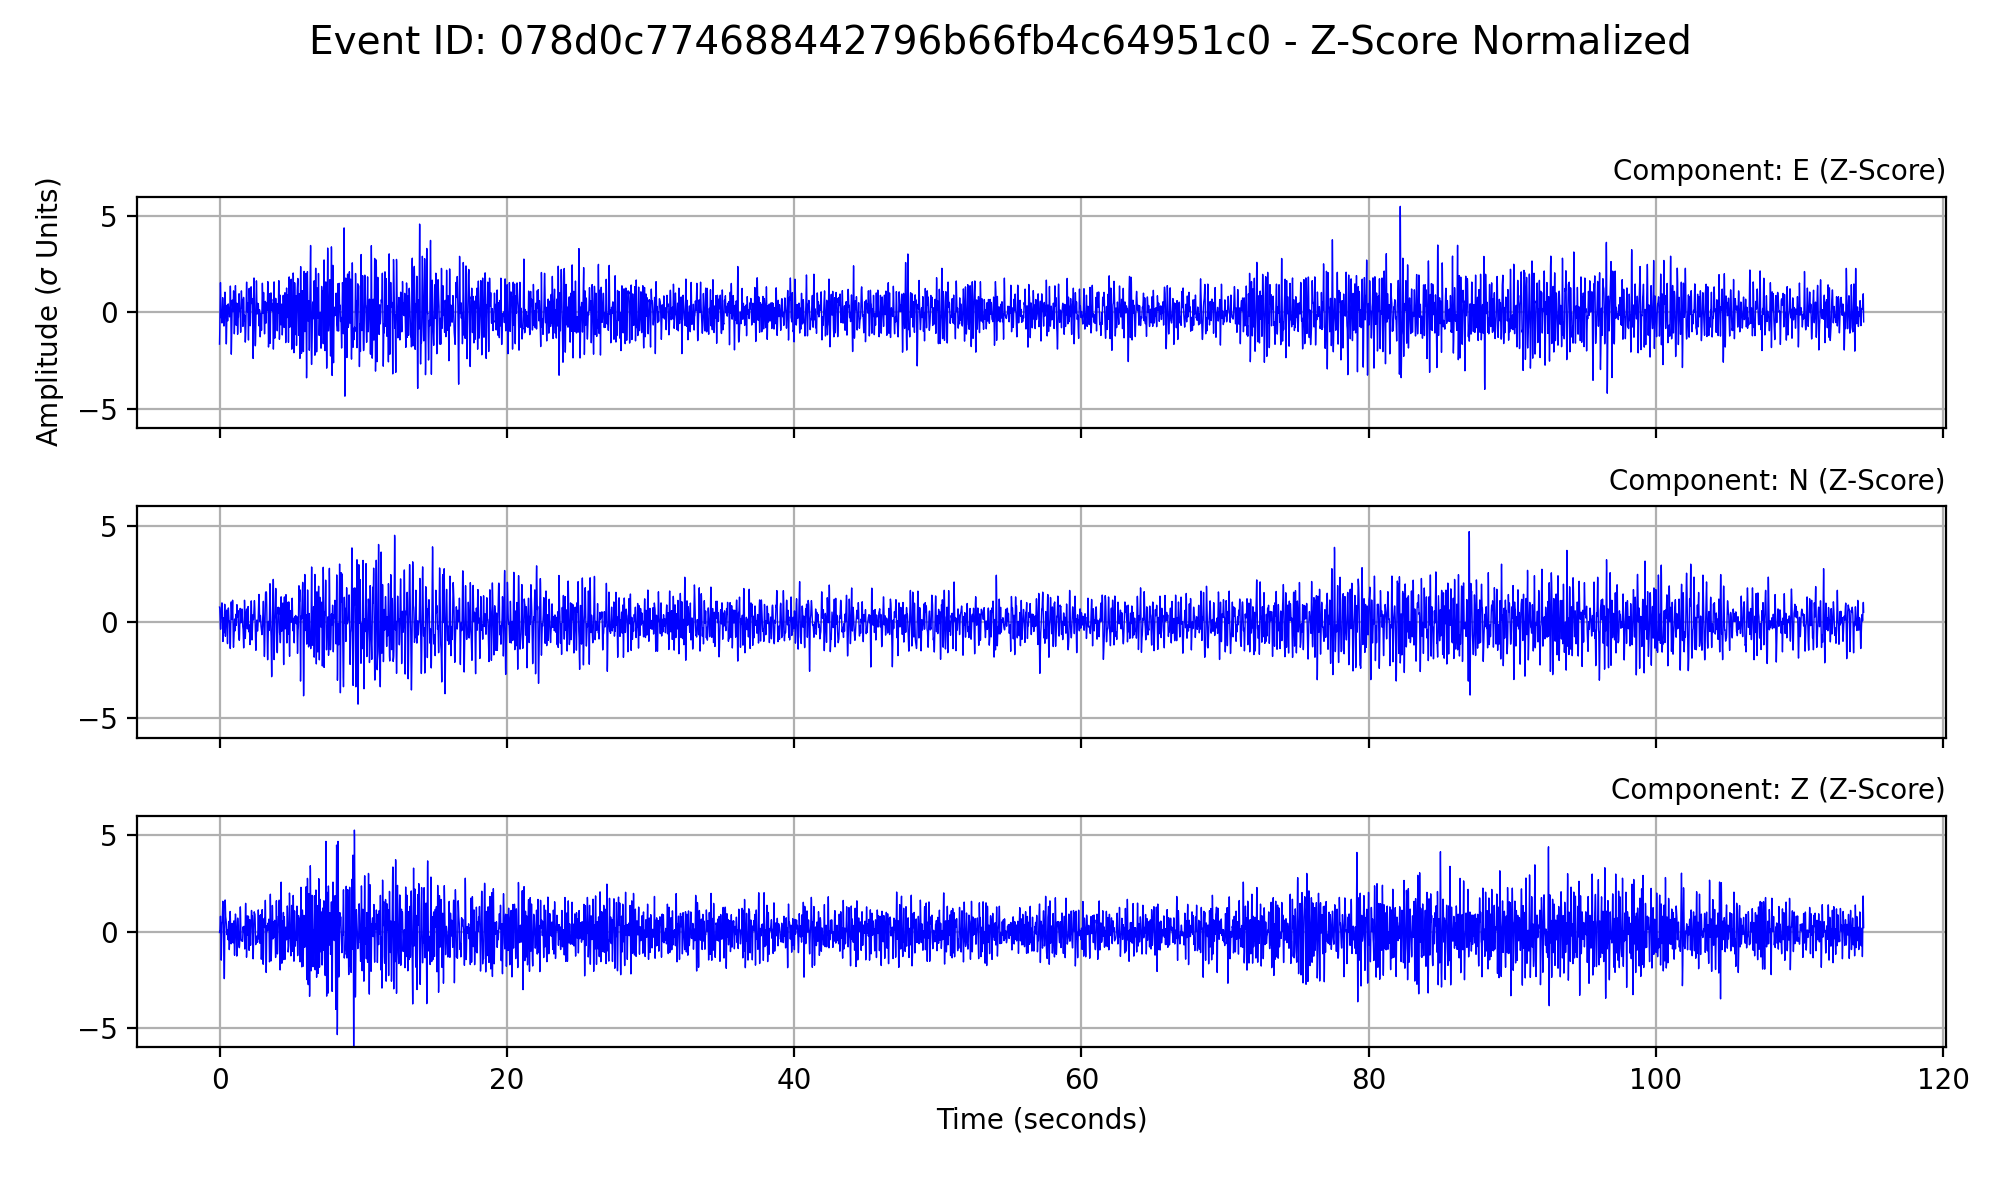 Event ID: 078d0c774688442796b66fb4c64951c0 - Z-Score Normalized
Component: E (Z-Score)
Amplitude (σ Units)
5
0
−5
Component: N (Z-Score)
5
0
−5
Component: Z (Z-Score)
5
0
−5
0 20 40 60 80 100 120
Time (seconds)